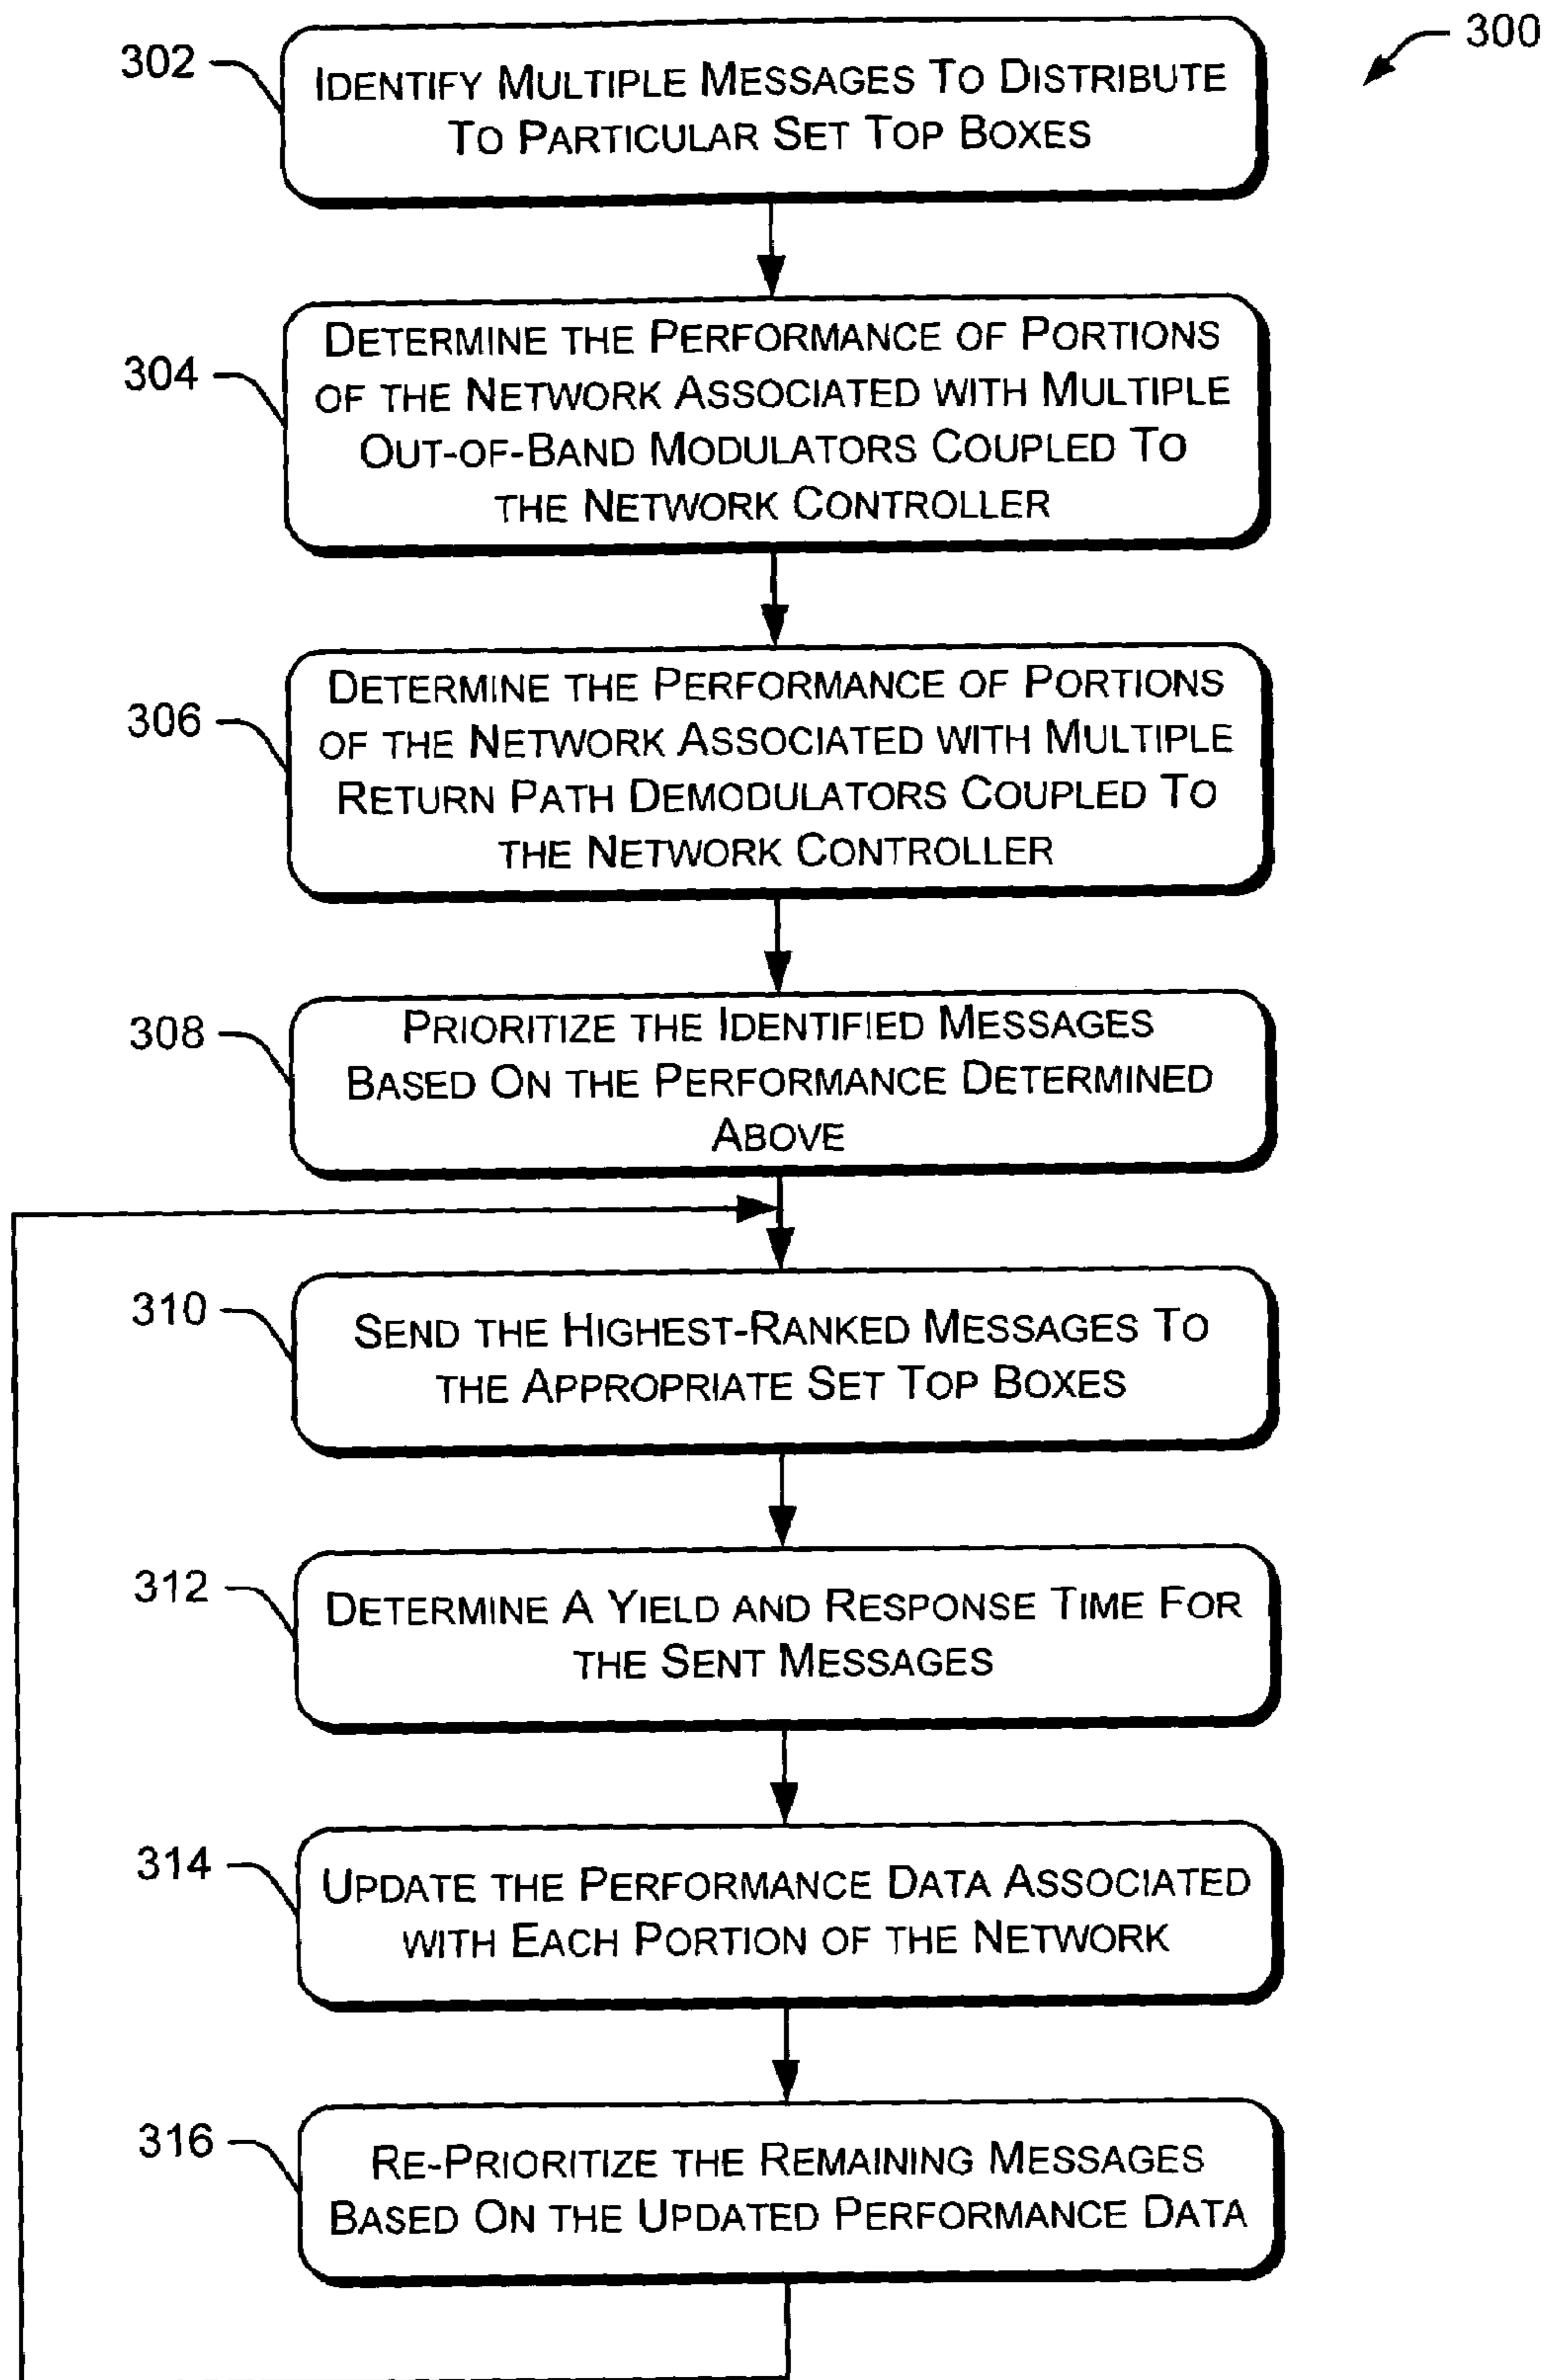 300
302
IDENTIFY MULTIPLE MESSAGES TO DISTRIBUTE
TO PARTICULAR SET TOP BOXES
304
DETERMINE THE PERFORMANCE OF PORTIONS
OF THE NETWORK ASSOCIATED WITH MULTIPLE
OUT-OF-BAND MODULATORS COUPLED TO
THE NETWORK CONTROLLER
306
DETERMINE THE PERFORMANCE OF PORTIONS
OF THE NETWORK ASSOCIATED WITH MULTIPLE
RETURN PATH DEMODULATORS COUPLED TO
THE NETWORK CONTROLLER
308
PRIORITIZE THE IDENTIFIED MESSAGES
BASED ON THE PERFORMANCE DETERMINED
ABOVE
310
SEND THE HIGHEST-RANKED MESSAGES TO
THE APPROPRIATE SET TOP BOXES
312
DETERMINE A YIELD AND RESPONSE TIME FOR
THE SENT MESSAGES
314
UPDATE THE PERFORMANCE DATA ASSOCIATED
WITH EACH PORTION OF THE NETWORK
316
RE-PRIORITIZE THE REMAINING MESSAGES
BASED ON THE UPDATED PERFORMANCE DATA